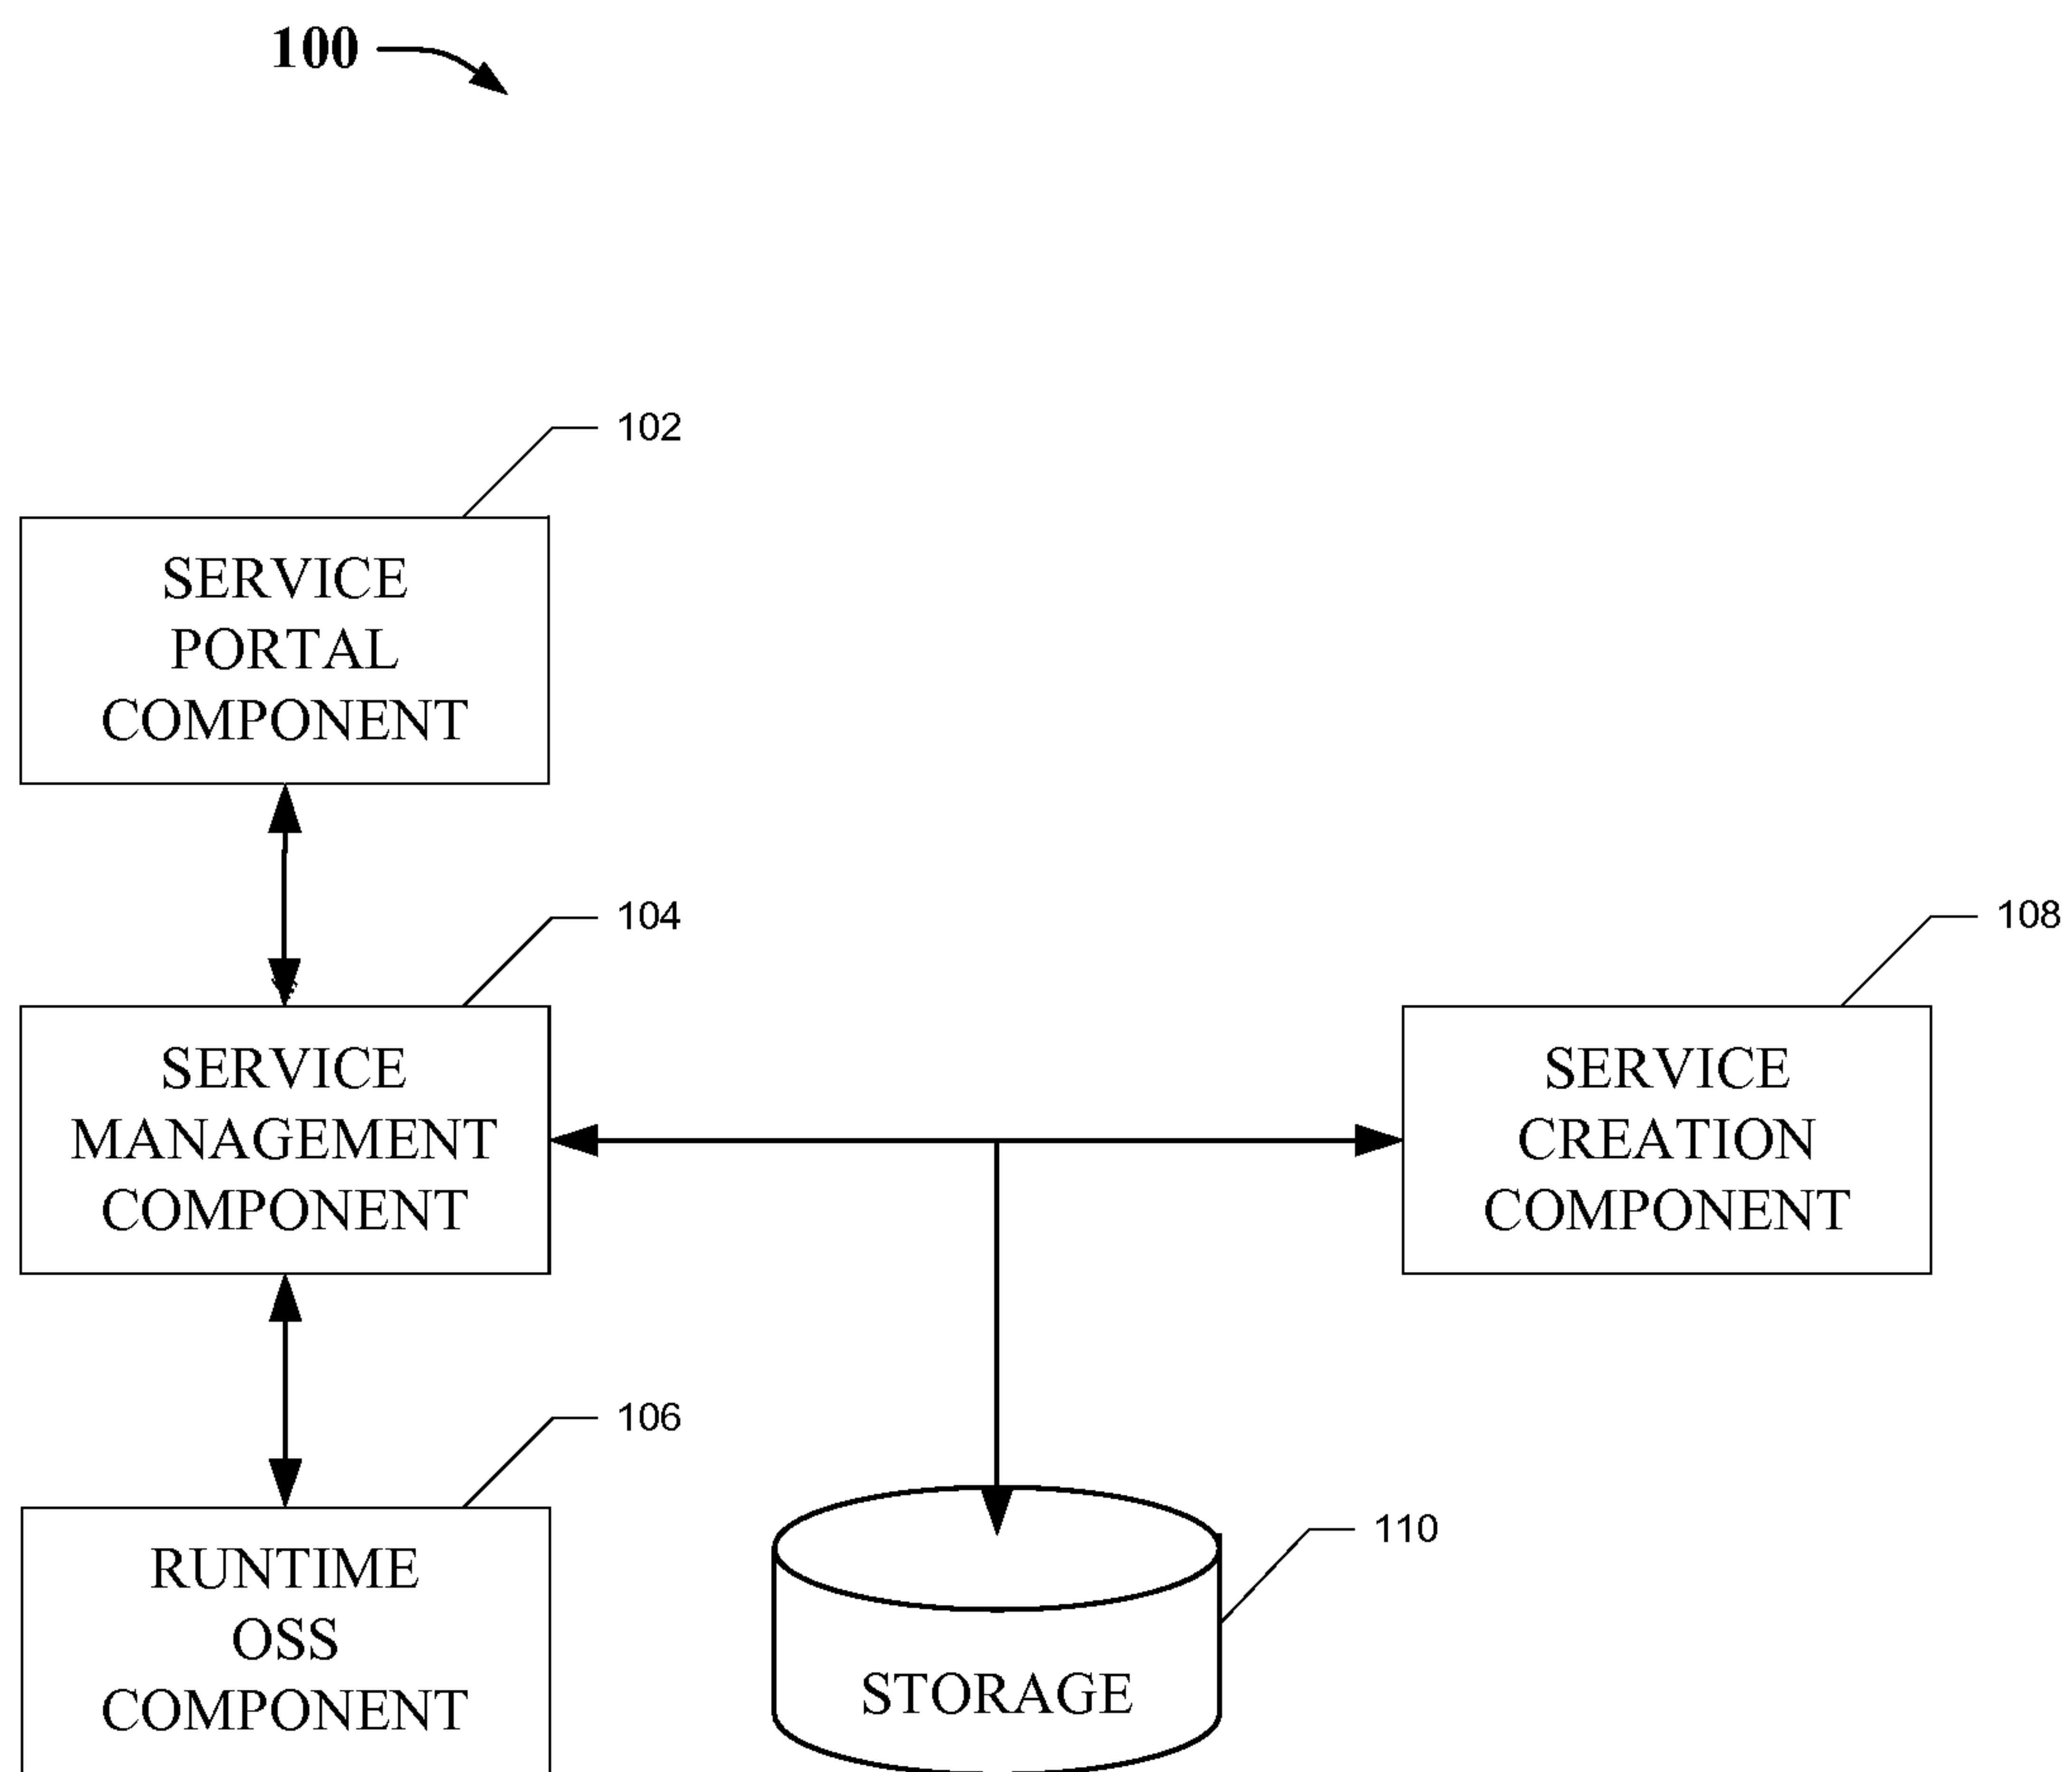 100
102
SERVICE
PORTAL
COMPONENT
104
SERVICE
MANAGEMENT
COMPONENT
108
SERVICE
CREATION
COMPONENT
106
RUNTIME
OSS
COMPONENT
110
STORAGE